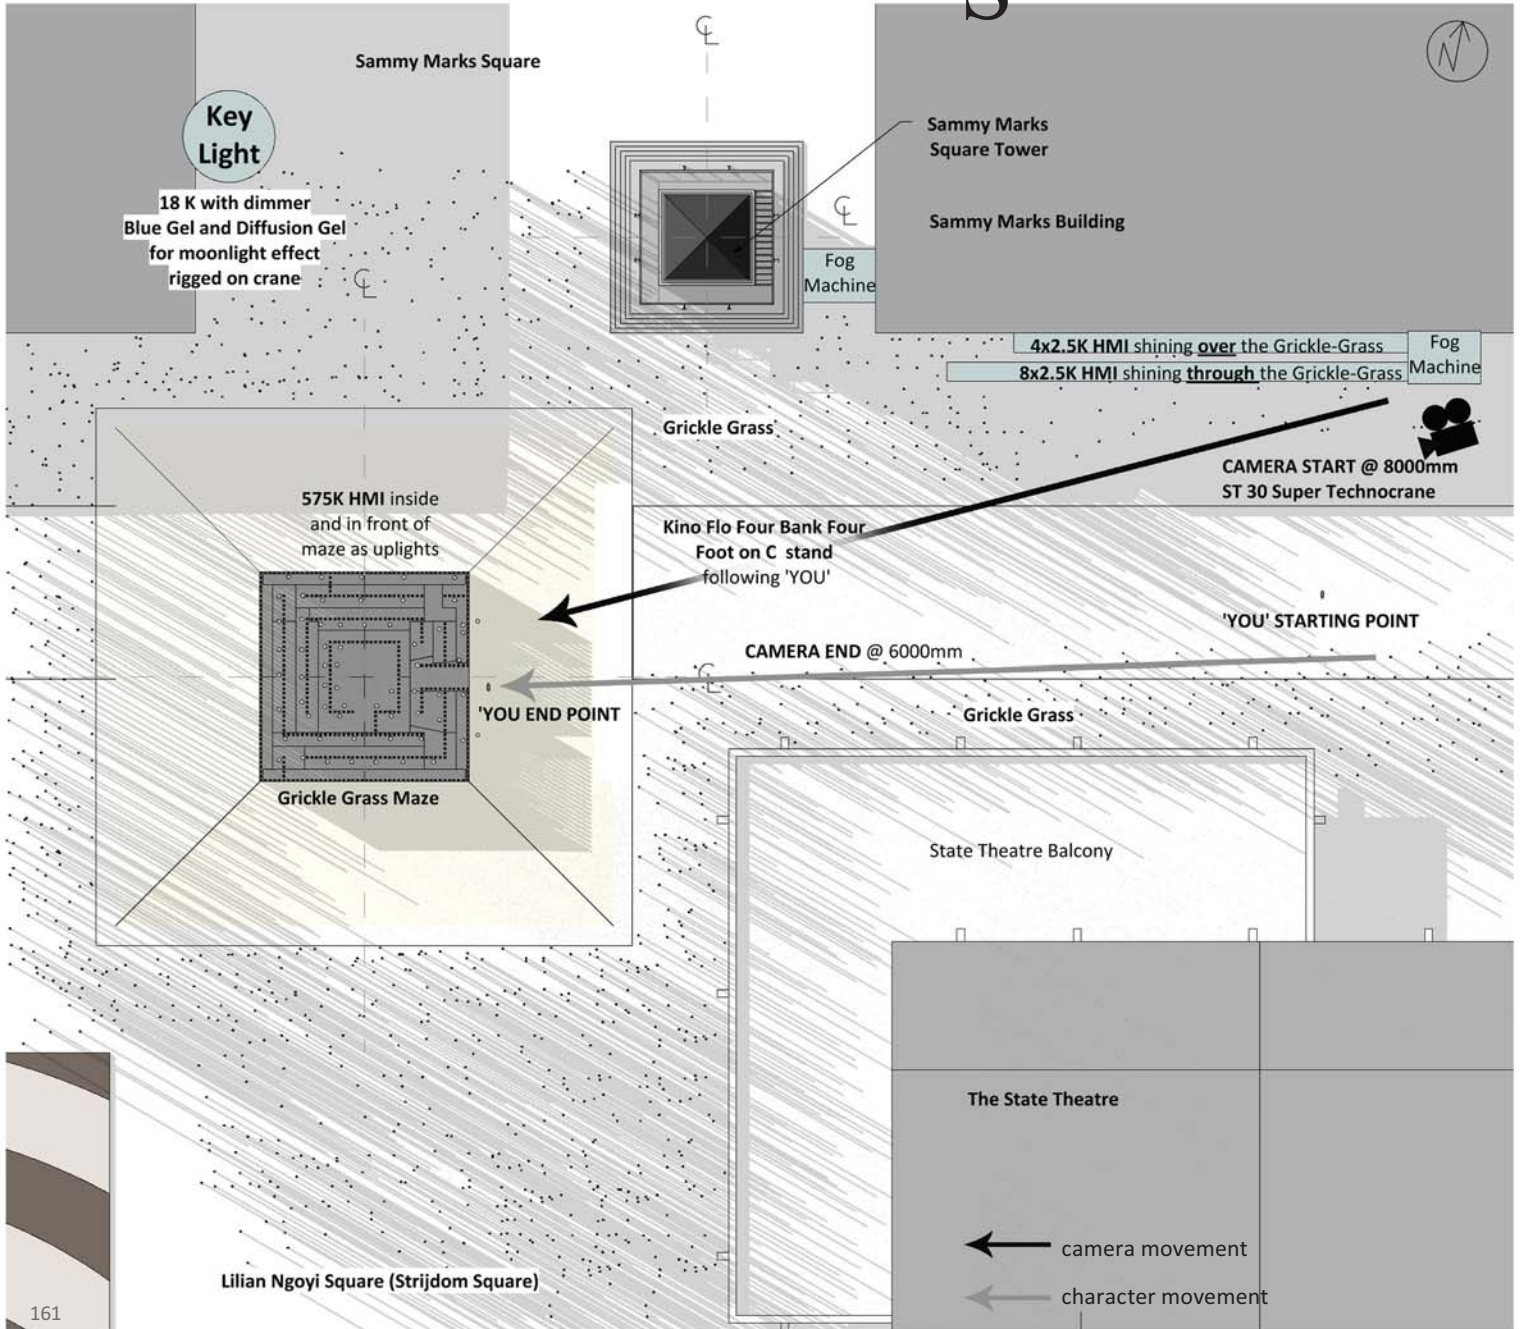 S
Sammy Marks Square
℄
N
Key
Light
Sammy Marks
Square Tower
18 K with dimmer
Blue Gel and Diffusion Gel
for moonlight effect
rigged on crane
℄
℄
Sammy Marks Building
Fog
Machine
4x2.5K HMI shining over the Grickle-Grass
8x2.5K HMI shining through the Grickle-Grass
Fog
Machine
Grickle Grass
CAMERA START @ 8000mm
ST 30 Super Technocrane
575K HMI inside
and in front of
maze as uplights
Kino Flo Four Bank Four
Foot on C stand
following 'YOU'
'YOU' STARTING POINT
CAMERA END @ 6000mm
℄
'YOU END POINT
Grickle Grass
Grickle Grass Maze
State Theatre Balcony
The State Theatre
camera movement
Lilian Ngoyi Square (Strijdom Square)
character movement
161